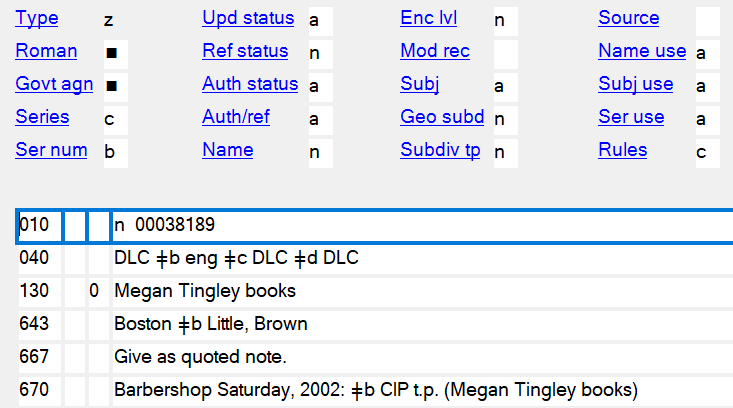 Type z Upd status a Enc lvl n Source
Roman ■ Ref status n Mod rec Name use a
Govt agn ■ Auth status a Subj a Subj use a
Series c Auth/ref a Geo subd n Ser use a
Ser num b Name n Subdiv tp n Rules c
010 n 00038189
040 DLC ǂb eng ǂc DLC ǂd DLC
130 0 Megan Tingley books
643 Boston ǂb Little, Brown
667 Give as quoted note.
670 Barbershop Saturday, 2002: ǂb CIP t.p. (Megan Tingley books)